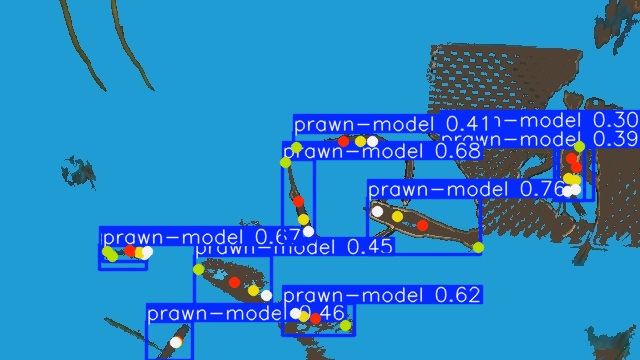 prawn-model 0.41
prawn-model 0.30
prawn-model 0.39
prawn-model 0.68
prawn-model 0.76
prawn-model 0.67
prawn-model 0.45
prawn-model 0.62
prawn-model 0.46